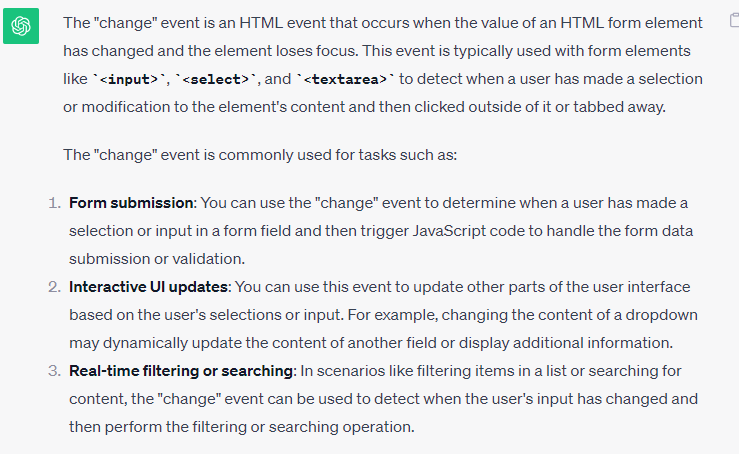 The "change" event is an HTML event that occurs when the value of an HTML form element
has changed and the element loses focus. This event is typically used with form elements
like `<input>`, `<select>`, and `<textarea>` to detect when a user has made a selection
or modification to the element's content and then clicked outside of it or tabbed away.
The "change" event is commonly used for tasks such as:
1. Form submission: You can use the "change" event to determine when a user has made a
selection or input in a form field and then trigger JavaScript code to handle the form data
submission or validation.
2. Interactive UI updates: You can use this event to update other parts of the user interface
based on the user's selections or input. For example, changing the content of a dropdown
may dynamically update the content of another field or display additional information.
3. Real-time filtering or searching: In scenarios like filtering items in a list or searching for
content, the "change" event can be used to detect when the user's input has changed and
then perform the filtering or searching operation.